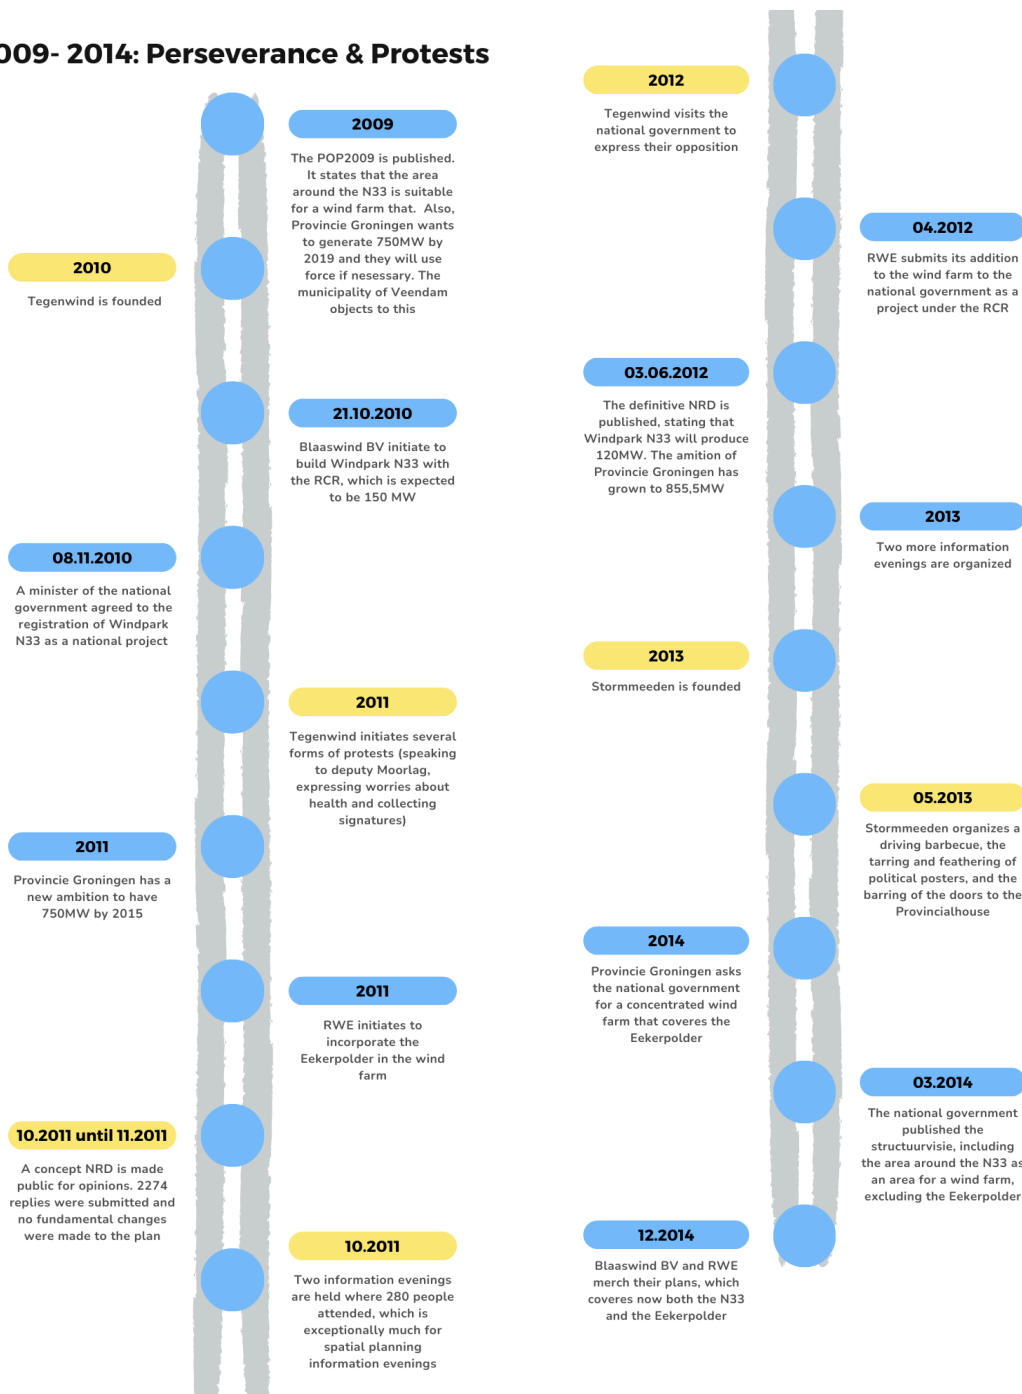 009- 2014: Perseverance & Protests
2009
The POP2009 is published.
It states that the area
around the N33 is suitable
for a wind farm that. Also,
Provincie Groningen wants
to generate 750MW by
2019 and they will use
force if nesessary. The
municipality of Veendam
objects to this
2010
Tegenwind is founded
21.10.2010
Blaaswind BV initiate to
build Windpark N33 with
the RCR, which is expected
to be 150 MW
08.11.2010
A minister of the national
government agreed to the
registration of Windpark
N33 as a national project
2011
Tegenwind initiates several
forms of protests (speaking
to deputy Moorlag,
expressing worries about
health and collecting
signatures)
2011
Provincie Groningen has a
new ambition to have
750MW by 2015
2011
RWE initiates to
incorporate the
Eekerpolder in the wind
farm
10.2011 until 11.2011
A concept NRD is made
public for opinions. 2274
replies were submitted and
no fundamental changes
were made to the plan
10.2011
Two information evenings
are held where 280 people
attended, which is
exceptionally much for
spatial planning
information evenings
2012
Tegenwind visits the
national government to
express their opposition
04.2012
RWE submits its addition
to the wind farm to the
national government as a
project under the RCR
03.06.2012
The definitive NRD is
published, stating that
Windpark N33 will produce
120MW. The amition of
Provincie Groningen has
grown to 855,5MW
2013
Two more information
evenings are organized
2013
Stormmeeden is founded
05.2013
Stormmeeden organizes a
driving barbecue, the
tarring and feathering of
political posters, and the
barring of the doors to the
Provincialhouse
2014
Provincie Groningen asks
the national government
for a concentrated wind
farm that coveres the
Eekerpolder
03.2014
The national government
published the
structuurvisie, including
the area around the N33 as
an area for a wind farm,
excluding the Eekerpolder
12.2014
Blaaswind BV and RWE
merch their plans, which
coveres now both the N33
and the Eekerpolder